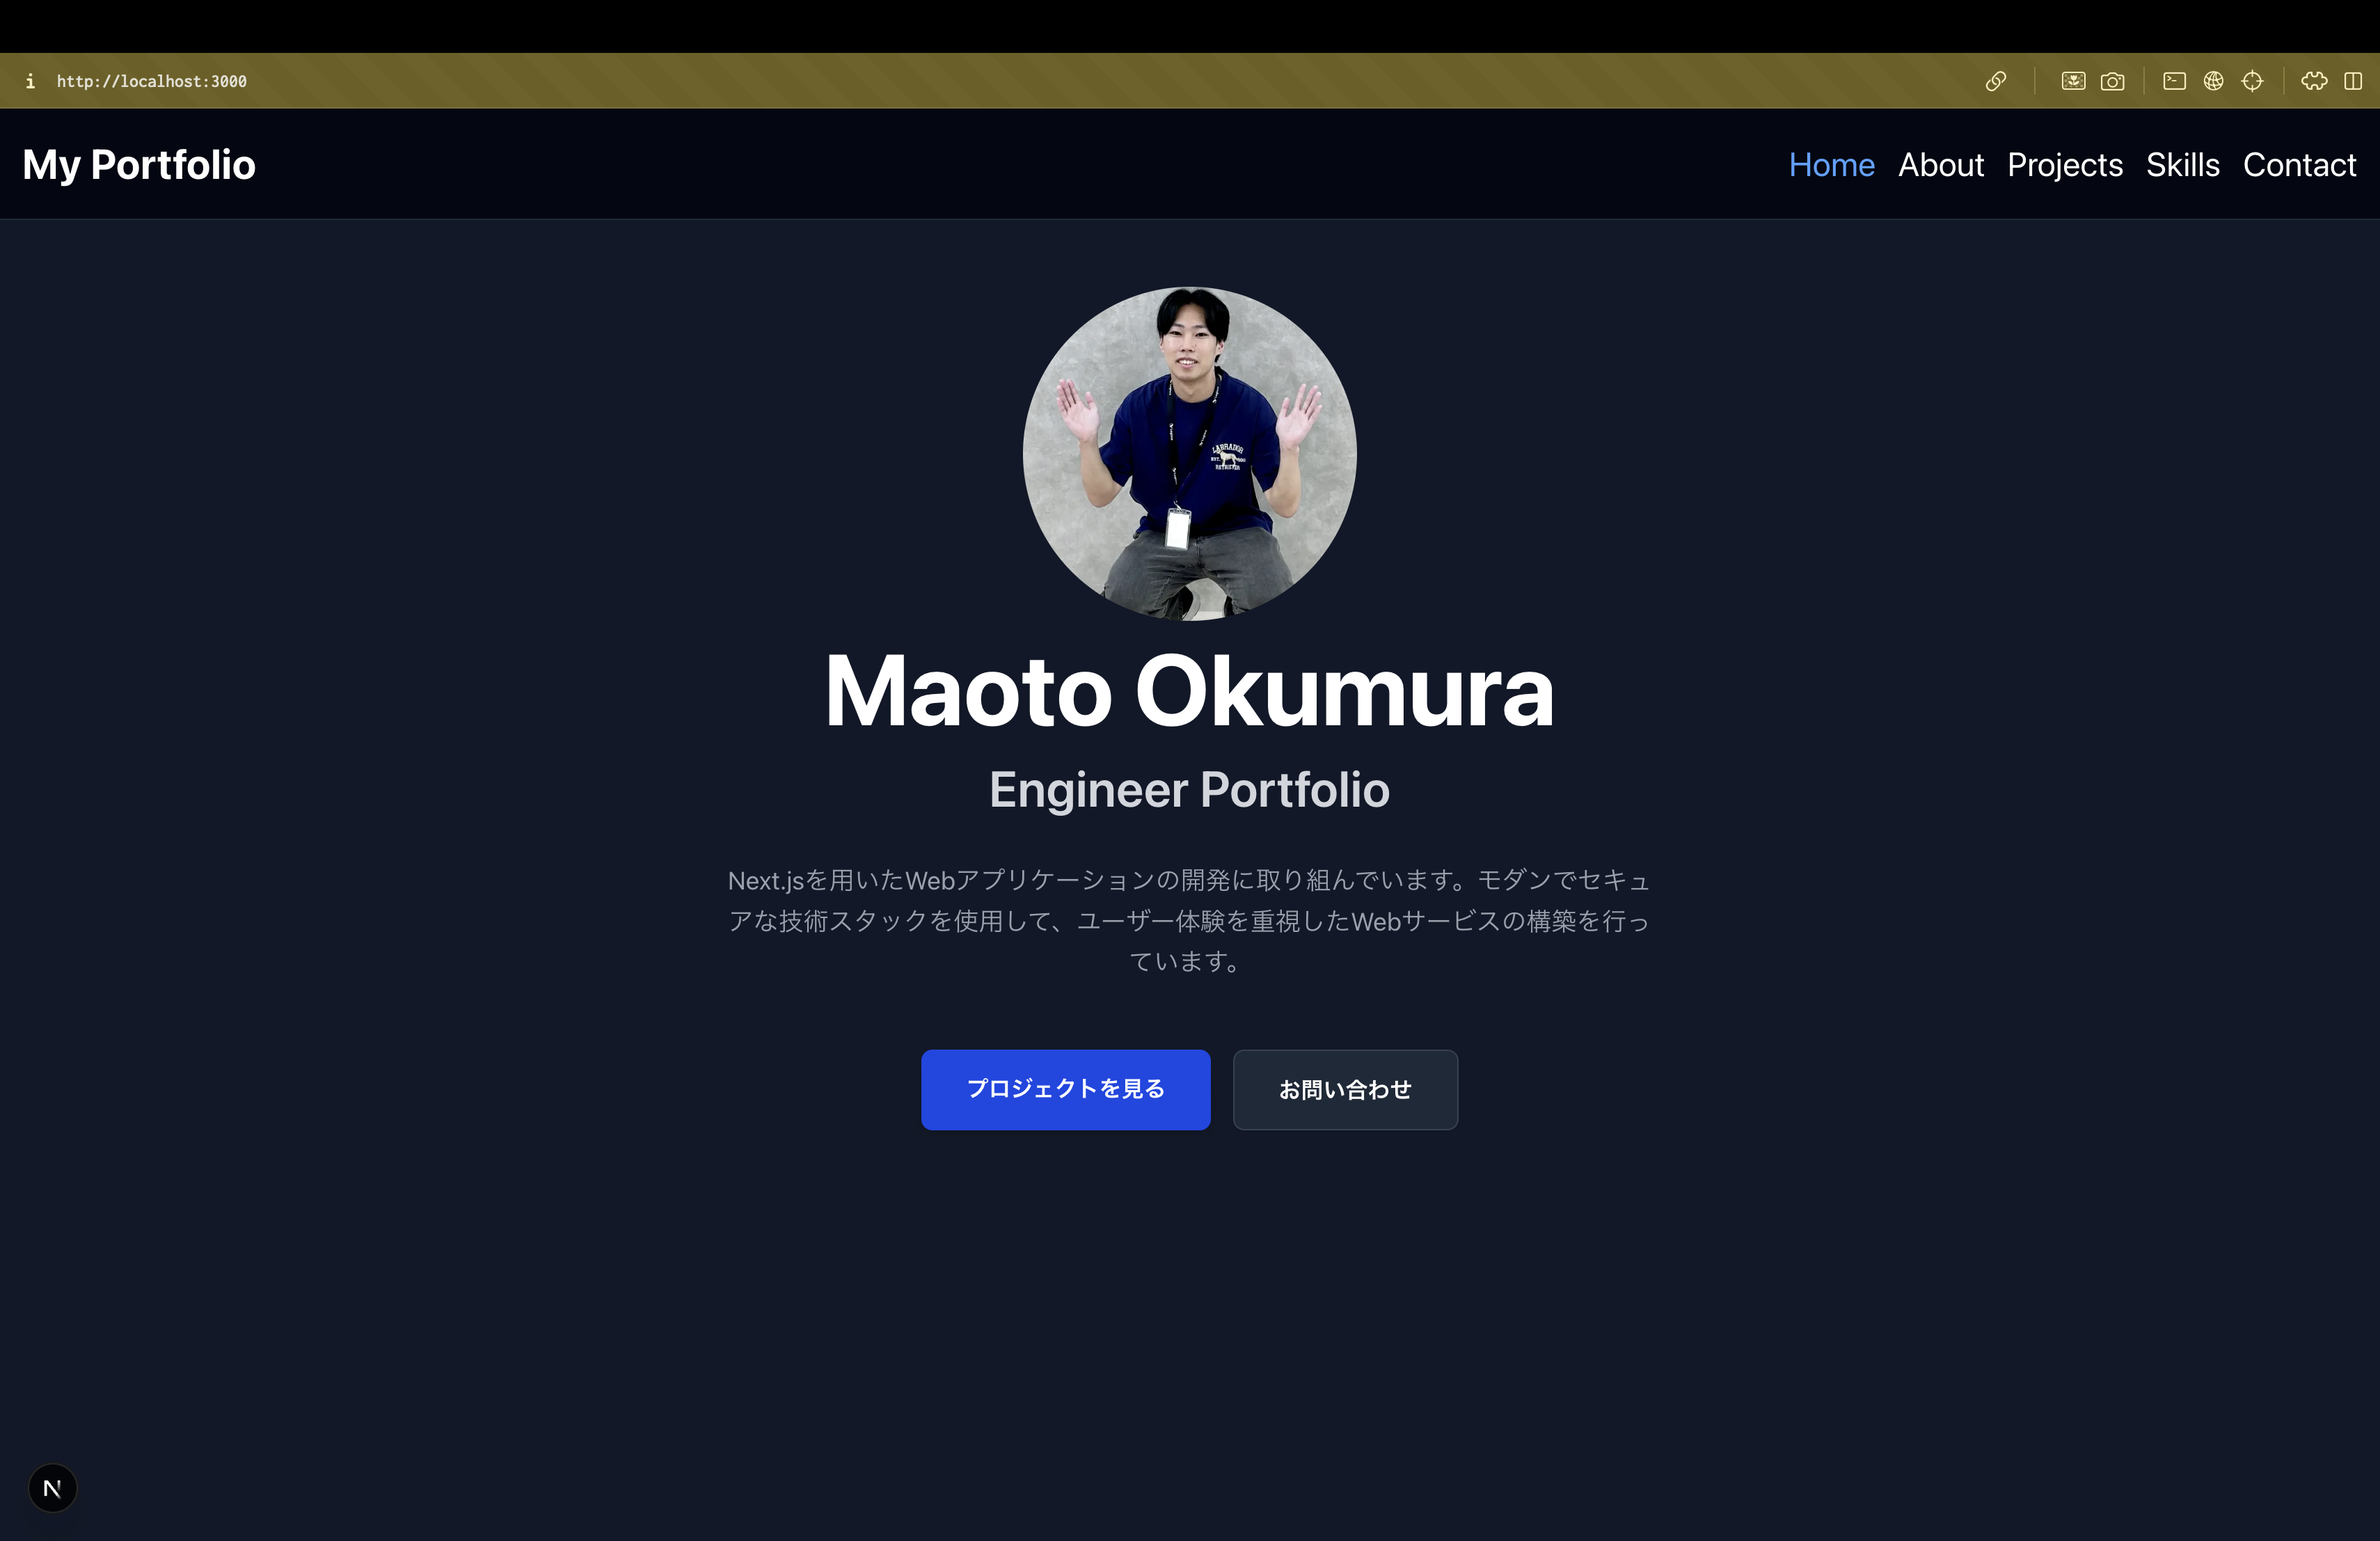 http://localhost:3000
My Portfolio
Home About Projects Skills Contact
LABRADOR
RETRIEVER
Maoto Okumura
Engineer Portfolio
Next.jsを用いたWebアプリケーションの開発に取り組んでいます。モダンでセキュ
アな技術スタックを使用して、ユーザー体験を重視したWebサービスの構築を行っ
ています。
プロジェクトを見る
お問い合わせ
N